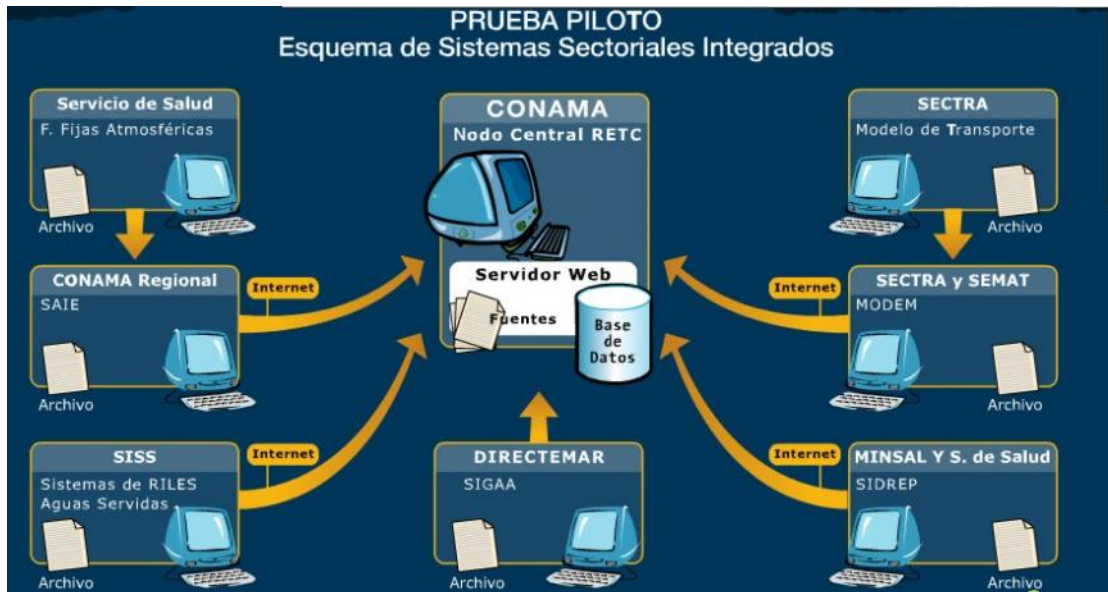 PRUEBA PILOTO
Esquema de Sistemas Sectoriales Integrados
Servicio de Salud
F. Fijas Atmosféricas
Archivo
CONAMA
Nodo Central RETC
Servidor Web
Fuentes
Base
de
Datos
SECTRA
Modelo de Transporte
Archivo
CONAMA Regional
SAIE
Archivo
Internet
Internet
SECTRA y SEMAT
MODEM
Archivo
SISS
Sistemas de RILES
Aguas Servidas
Archivo
Internet
DIRECTEMAR
SIGAA
Archivo
Internet
MINSAL Y S. de Salud
SIDREP
Archivo